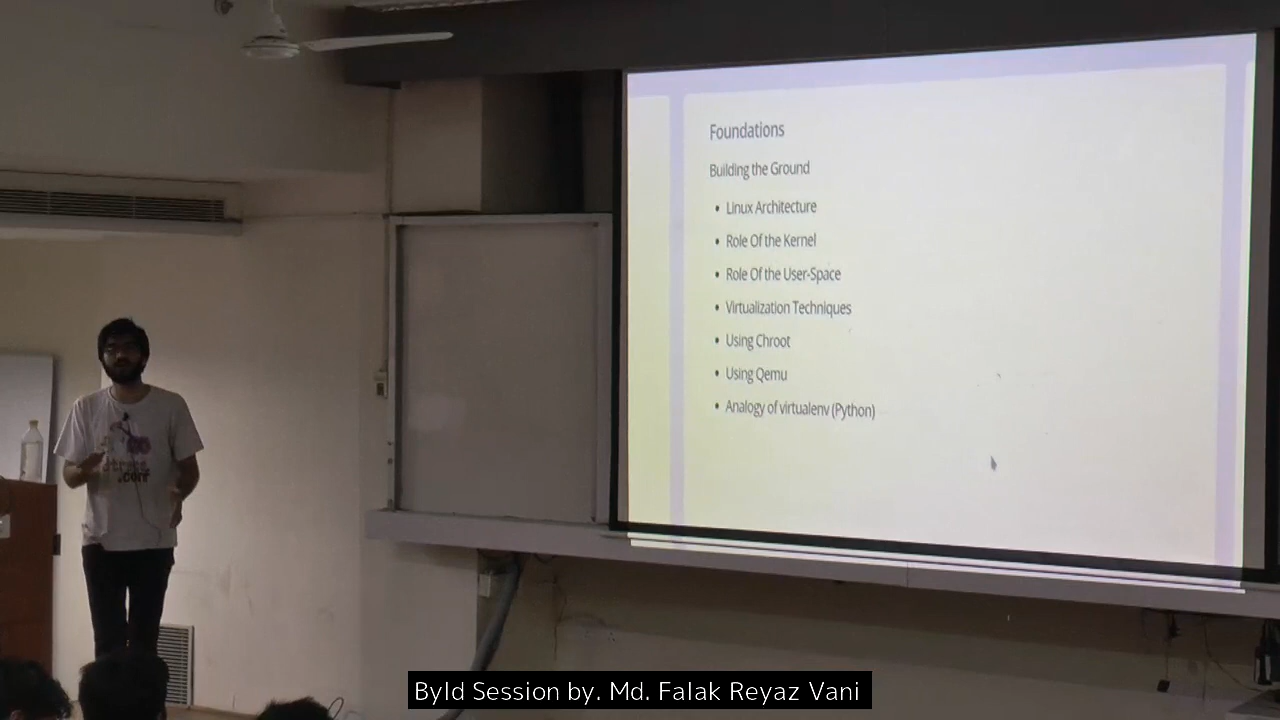 Foundations
Building the Ground
• Linux Architecture
• Role Of the Kernel
• Role Of the User-Space
• Virtualization Techniques
• Using Chroot
• Using Qemu
• Analogy of virtualenv (Python)
.conf
Byld Session by. Md. Falak Reyaz Vani